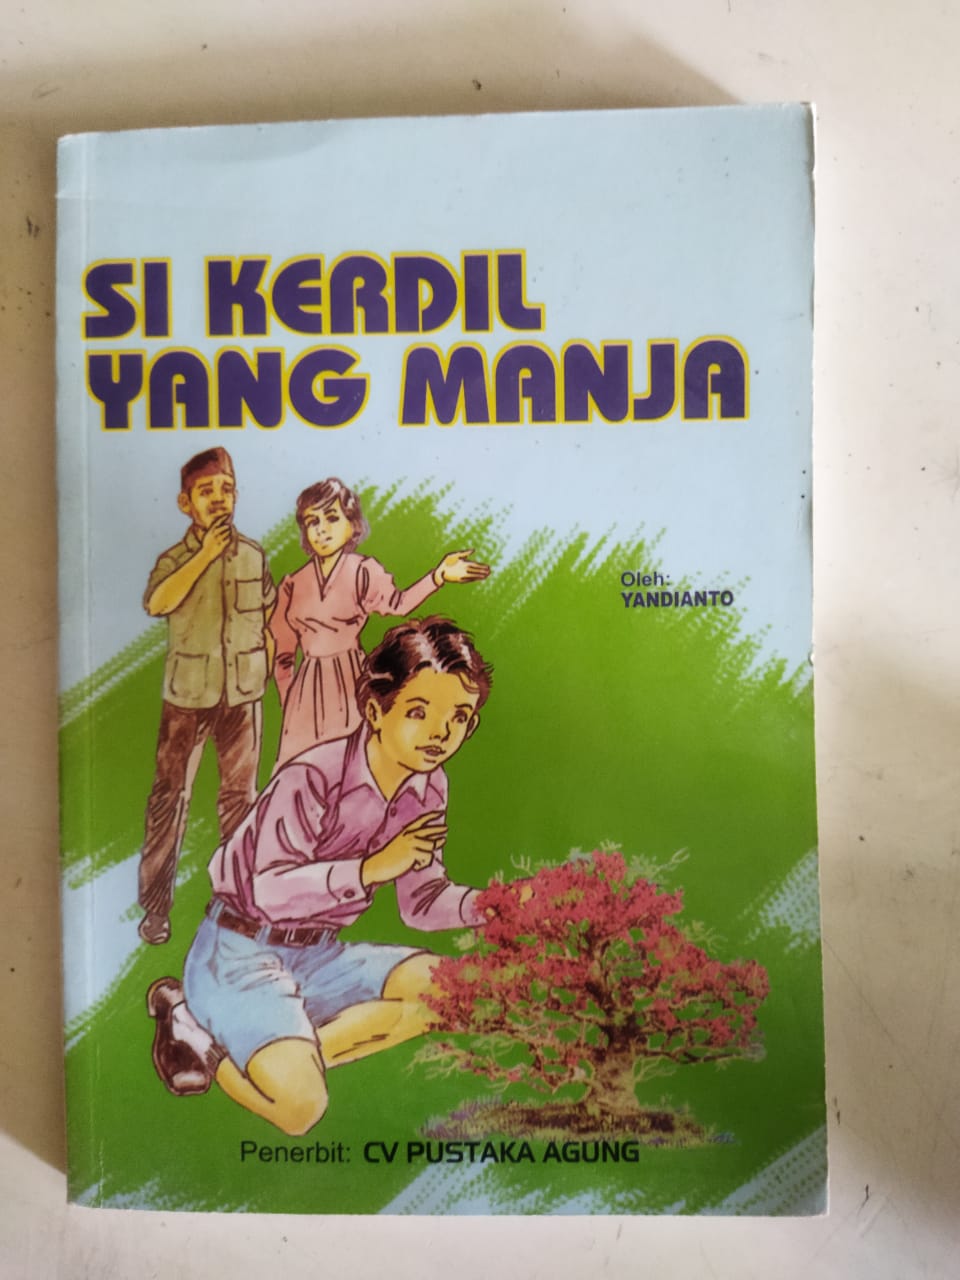 SI KERDIL
YANG MANJA
Oleh:
YANDIANTO
Penerbit: CV PUSTAKA AGUNG